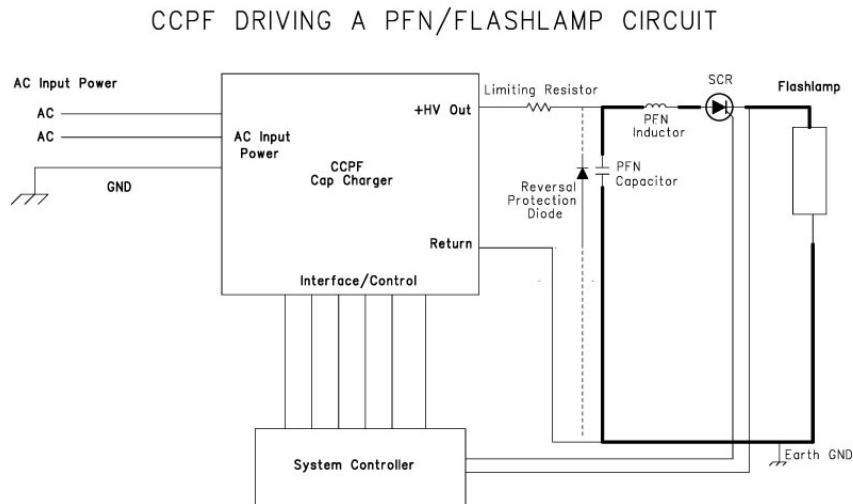 CCPF DRIVING A PFN/FLASHLAMP CIRCUIT
AC Input Power
AC
AC
GND
AC Input
Power
+HV Out
CCPF
Cap Charger
Return
Interface/Control
Limiting Resistor
PFN
Inductor
SCR
Flashlamp
Reversal
Protection
Diode
PFN
Capacitor
System Controller
Earth GND